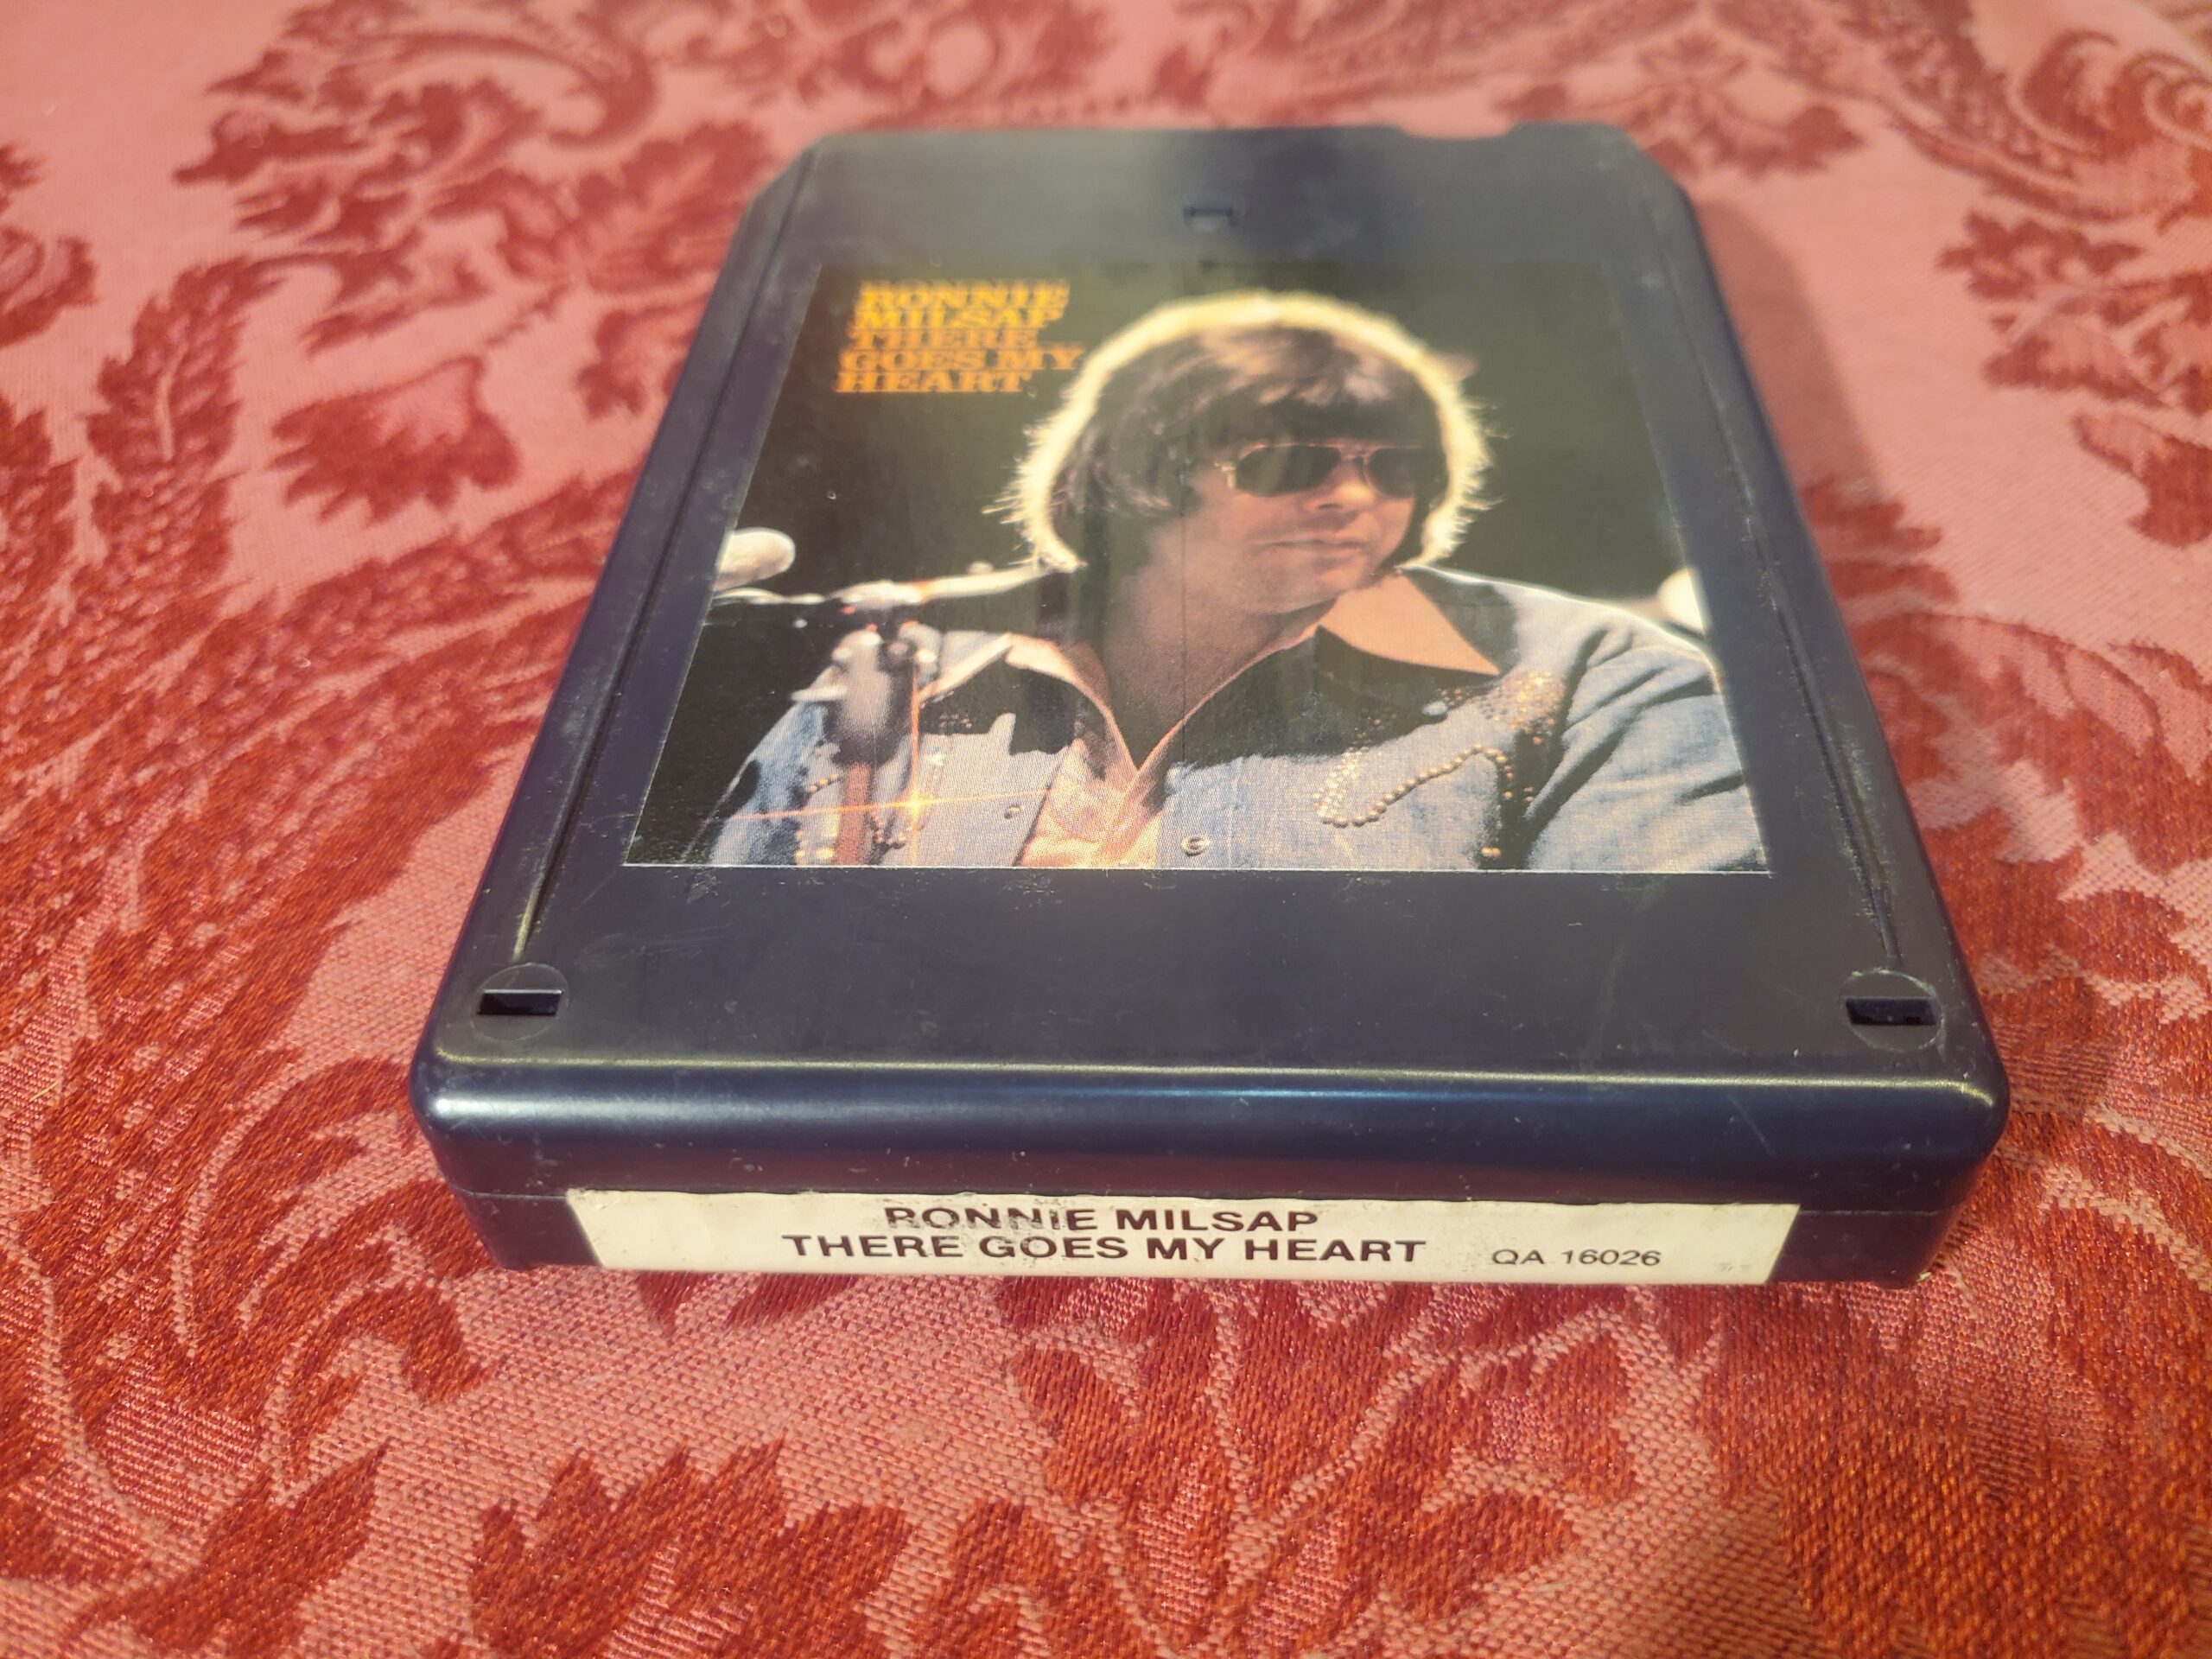 RONNIE
MILSAP
THERE
GOES MY
HEART
RONNIE MILSAP
THERE GOES MY HEART QA 16026